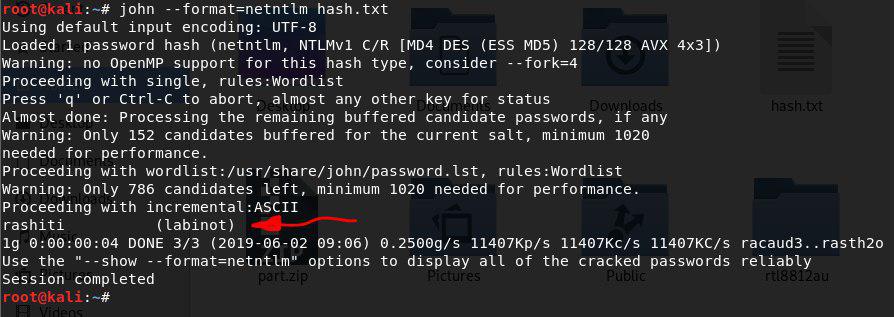 root@kali:~# john --format=netntlm hash.txt
Using default input encoding: UTF-8
Loaded 1 password hash (netntlm, NTLMv1 C/R [MD4 DES (ESS MD5) 128/128 AVX 4x3])
Warning: no OpenMP support for this hash type, consider --fork=4
Proceeding with single, rules:Wordlist
Press 'q' or Ctrl-C to abort, almost any other key for status
Almost done: Processing the remaining buffered candidate passwords, if any
Warning: Only 152 candidates buffered for the current salt, minimum 1020
needed for performance.
Proceeding with wordlist:/usr/share/john/password.lst, rules:Wordlist
Warning: Only 786 candidates left, minimum 1020 needed for performance.
Proceeding with incremental:ASCII
rashiti          (labinot)
1g 0:00:00:04 DONE 3/3 (2019-06-02 09:06) 0.2500g/s 11407Kp/s 11407Kc/s 11407KC/s racaud3..rasth2o
Use the "--show --format=netntlm" options to display all of the cracked passwords reliably
Session completed
root@kali:~#
Desktop
Documents
Downloads
hash.txt
Desktop
Documents
Music
Pictures
Videos
part.zip
Pictures
Public
rtl8812au